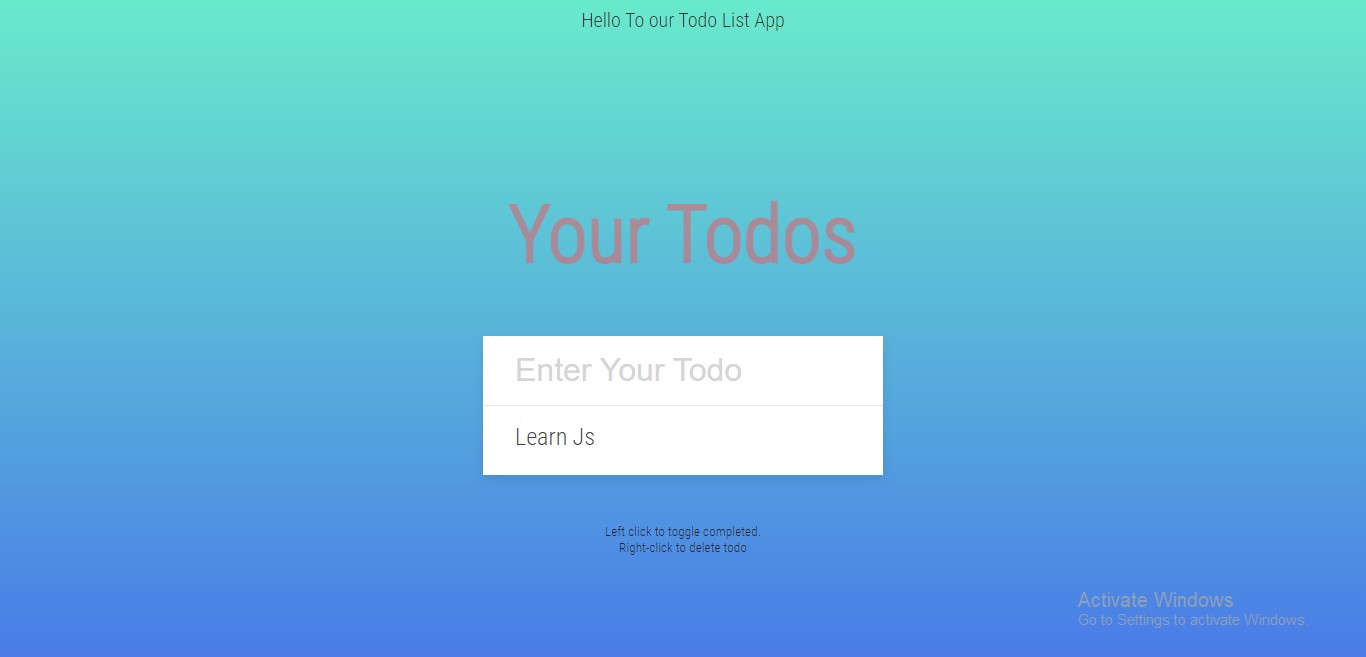 Hello To our Todo List App
Your Todos
Enter Your Todo
Learn Js
Left click to toggle completed.
Right-click to delete todo
Activate Windows
Go to Settings to activate Windows.